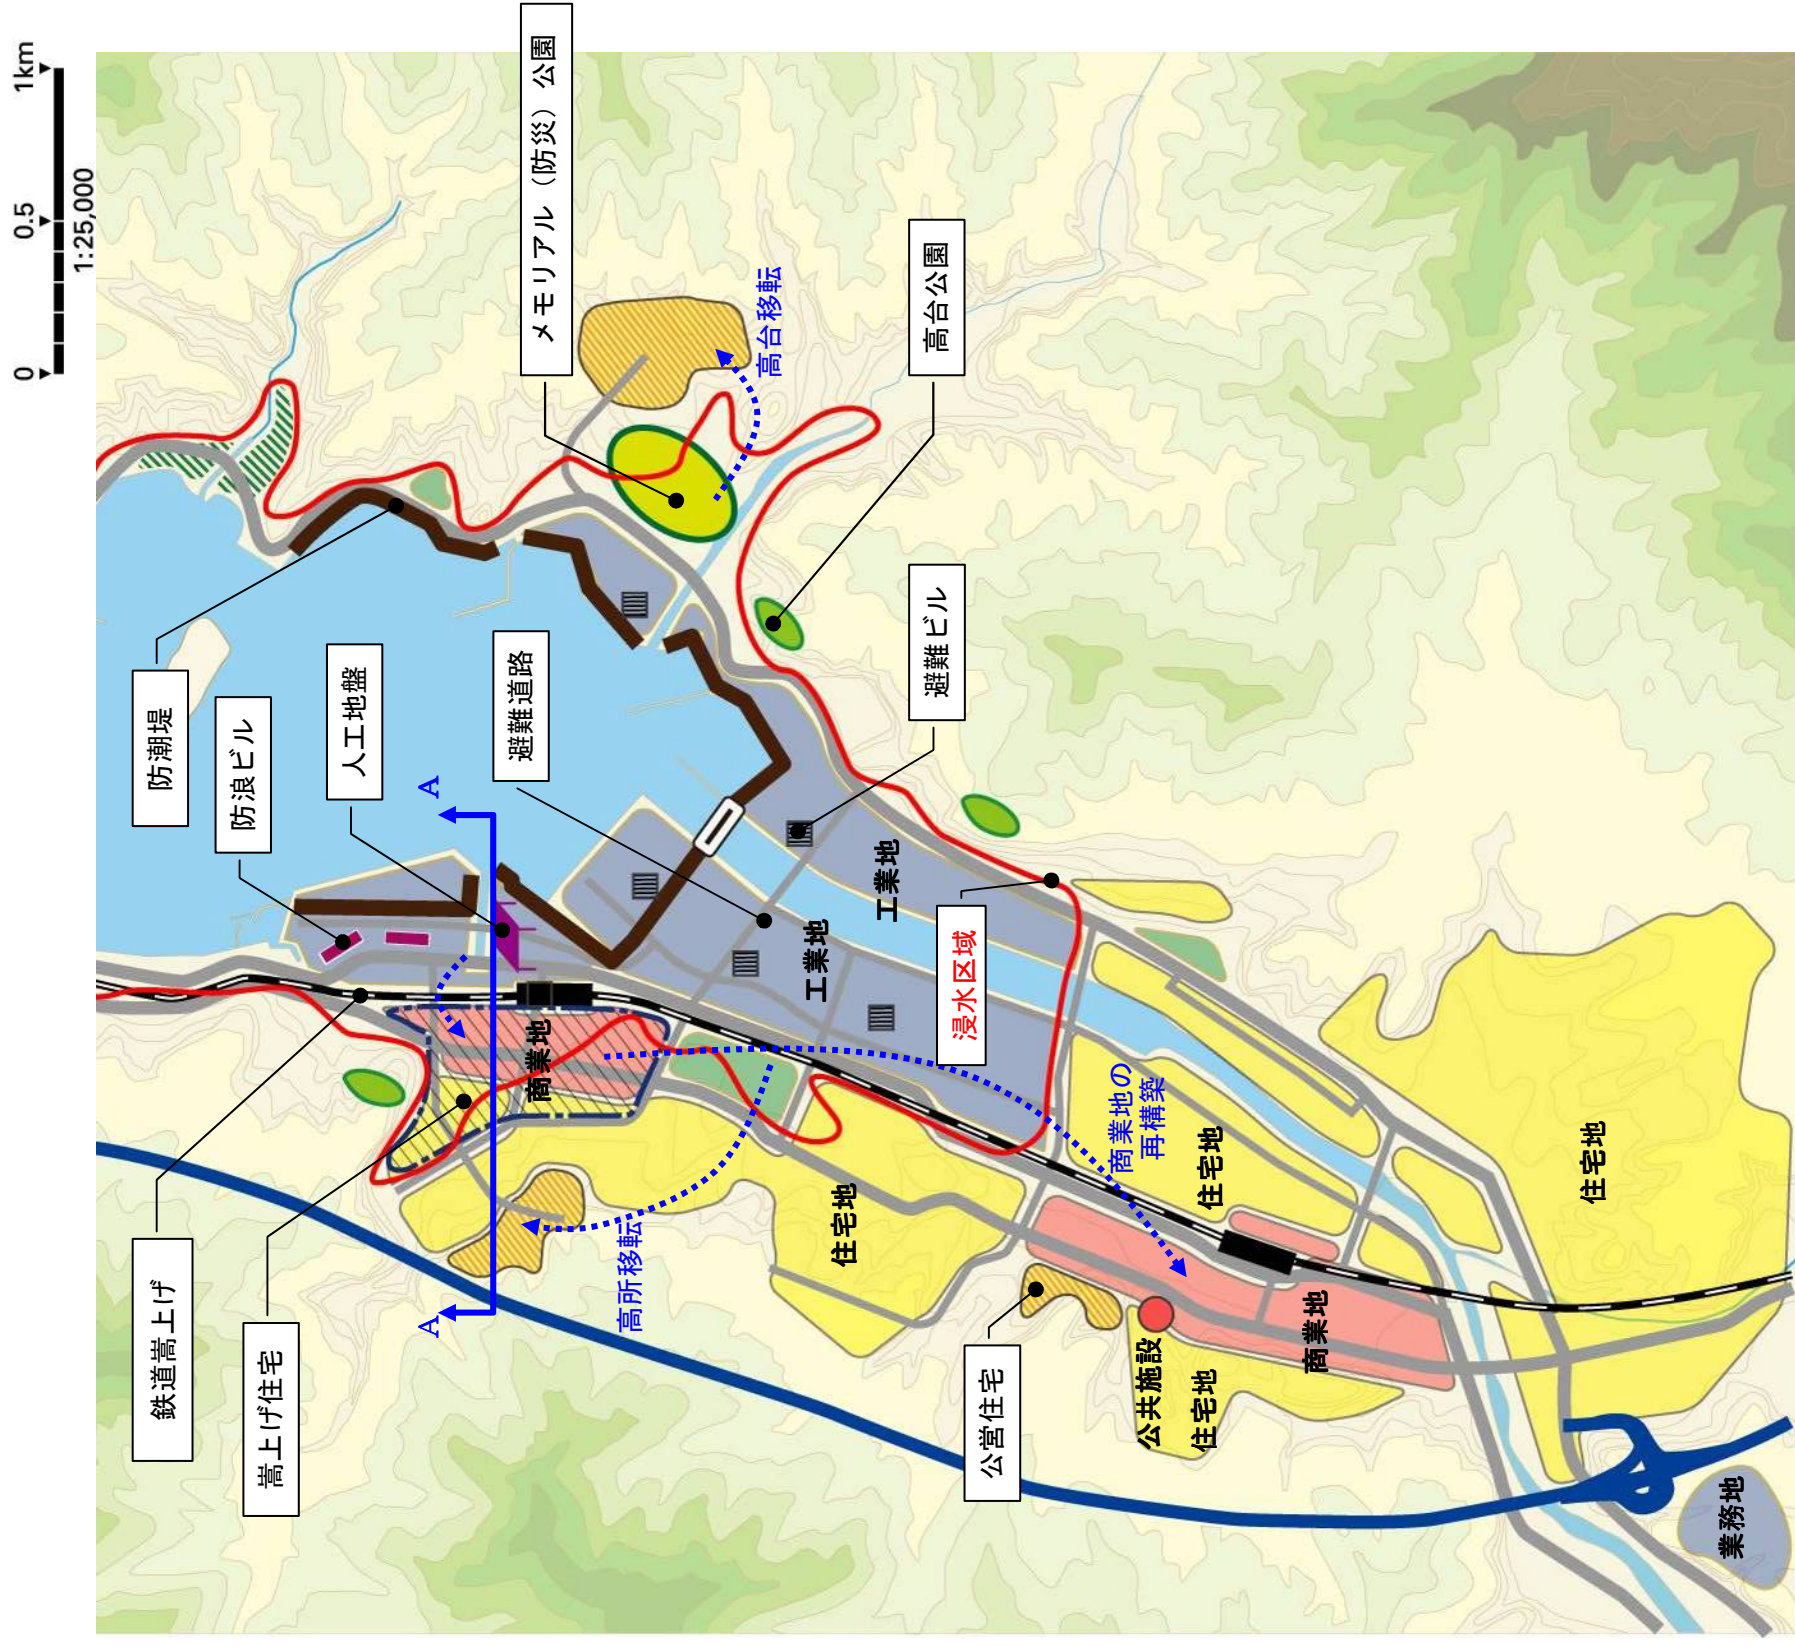 0 0.5 1km
1:25,000
メモリアル（防災）公園
高台移転
高台公園
防潮堤
防浪ビル
人工地盤
避難道路
避難ビル
A
A
工業地
工業地
浸水区域
商業地
商業地の
再構築
鉄道嵩上げ
嵩上げ住宅
高所移転
住宅地
住宅地
住宅地
公営住宅
公共施設
住宅地
商業地
業務地